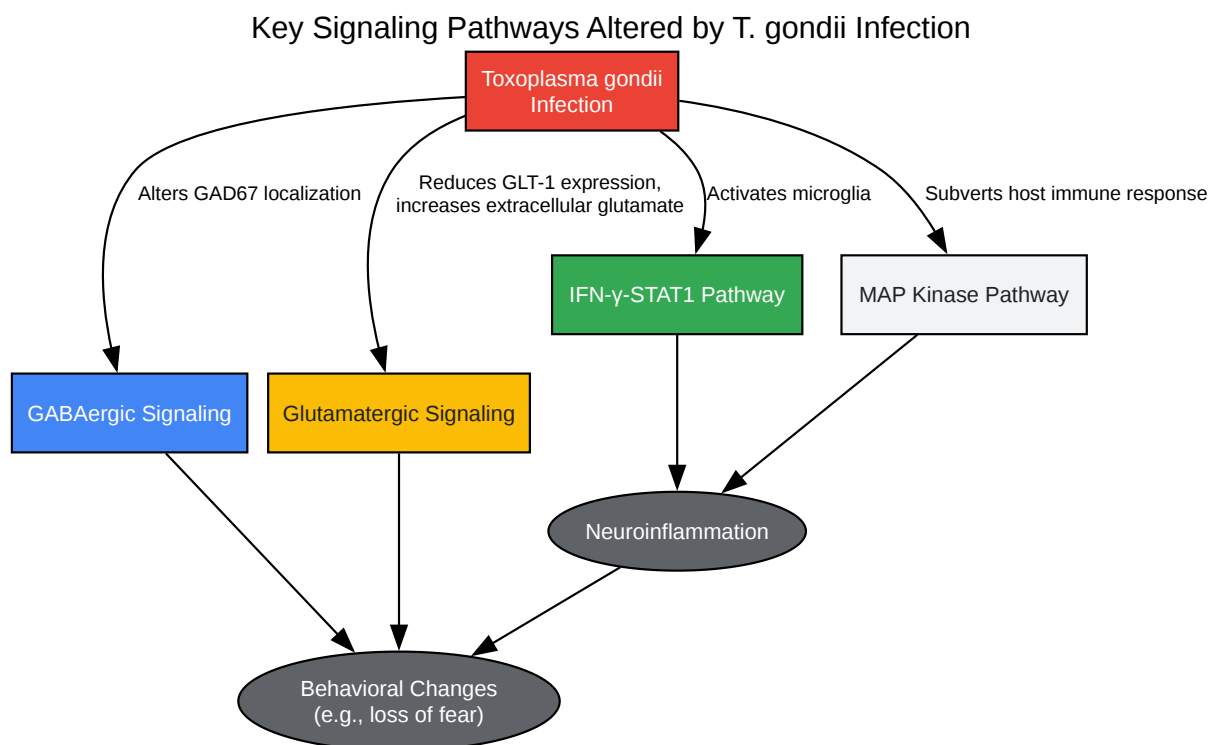 Key Signaling Pathways Altered by T. gondii Infection
Toxoplasma gondii
Infection
Alters GAD67 localization
Reduces GLT-1 expression,
increases extracellular glutamate
Activates microglia
Subverts host immune response
IFN-γ-STAT1 Pathway
MAP Kinase Pathway
GABAergic Signaling
Glutamatergic Signaling
Neuroinflammation
Behavioral Changes
(e.g., loss of fear)